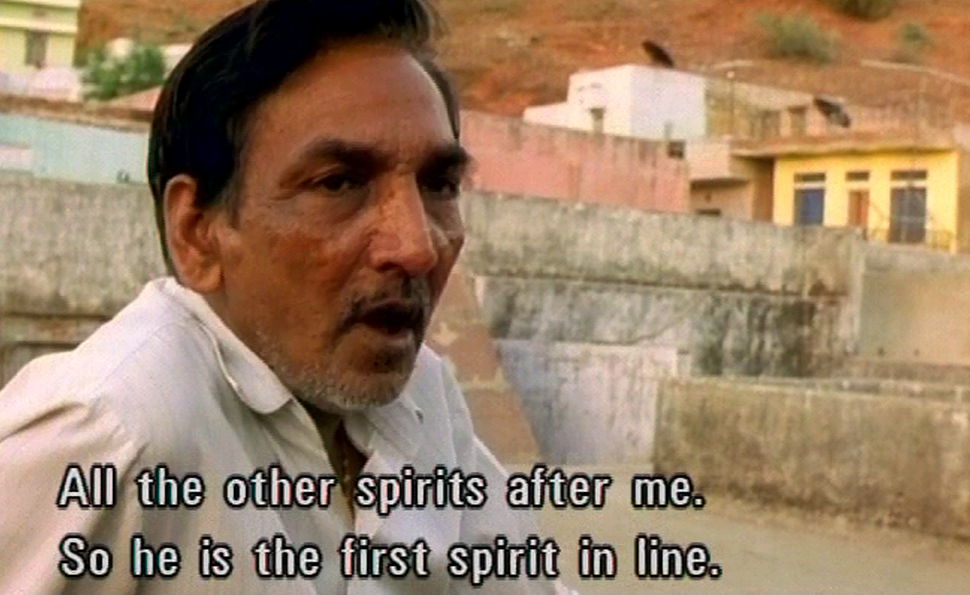 All the other spirits after me.
So he is the first spirit in line.